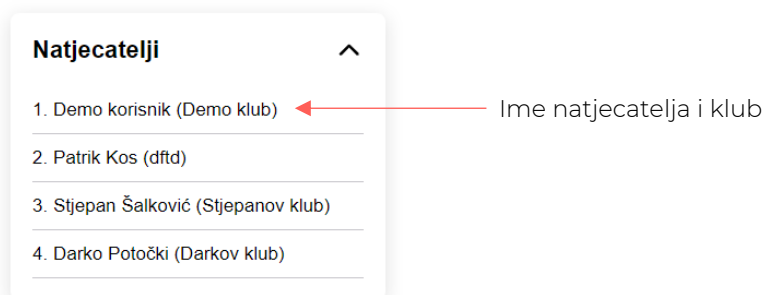 Natjecatelji
1. Demo korisnik (Demo klub)
Ime natjecatelja i klub
2. Patrik Kos (dftd)
3. Stjepan Šalković (Stjepanov klub)
4. Darko Potočki (Darkov klub)